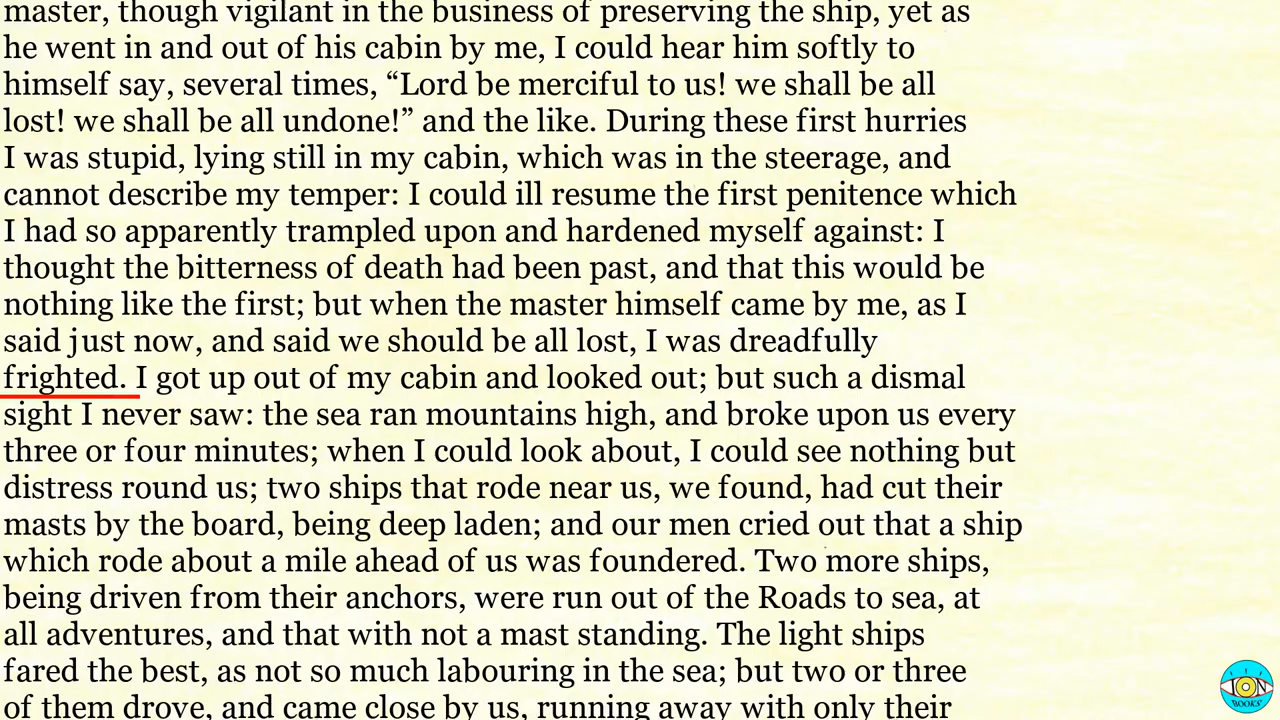 master, though vigilant in the business of preserving the ship, yet as
he went in and out of his cabin by me, I could hear him softly to
himself say, several times, “Lord be merciful to us! we shall be all
lost! we shall be all undone!” and the like. During these first hurries
I was stupid, lying still in my cabin, which was in the steerage, and
cannot describe my temper: I could ill resume the first penitence which
I had so apparently trampled upon and hardened myself against: I
thought the bitterness of death had been past, and that this would be
nothing like the first; but when the master himself came by me, as I
said just now, and said we should be all lost, I was dreadfully
frighted. I got up out of my cabin and looked out; but such a dismal
sight I never saw: the sea ran mountains high, and broke upon us every
three or four minutes; when I could look about, I could see nothing but
distress round us; two ships that rode near us, we found, had cut their
masts by the board, being deep laden; and our men cried out that a ship
which rode about a mile ahead of us was foundered. Two more ships,
being driven from their anchors, were run out of the Roads to sea, at
all adventures, and that with not a mast standing. The light ships
fared the best, as not so much labouring in the sea; but two or three
of them drove, and came close by us, running away with only their
ION
BOOKS